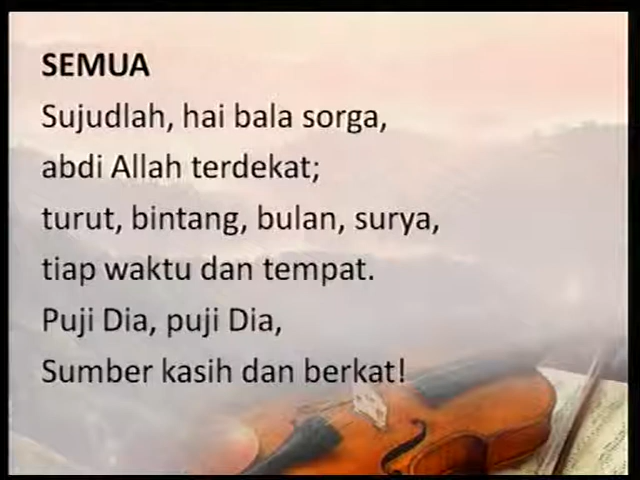 SEMUA
Sujudlah, hai bala sorga,
abdi Allah terdekat;
turut, bintang, bulan, surya,
tiap waktu dan tempat.
Puji Dia, puji Dia,
Sumber kasih dan berkat!